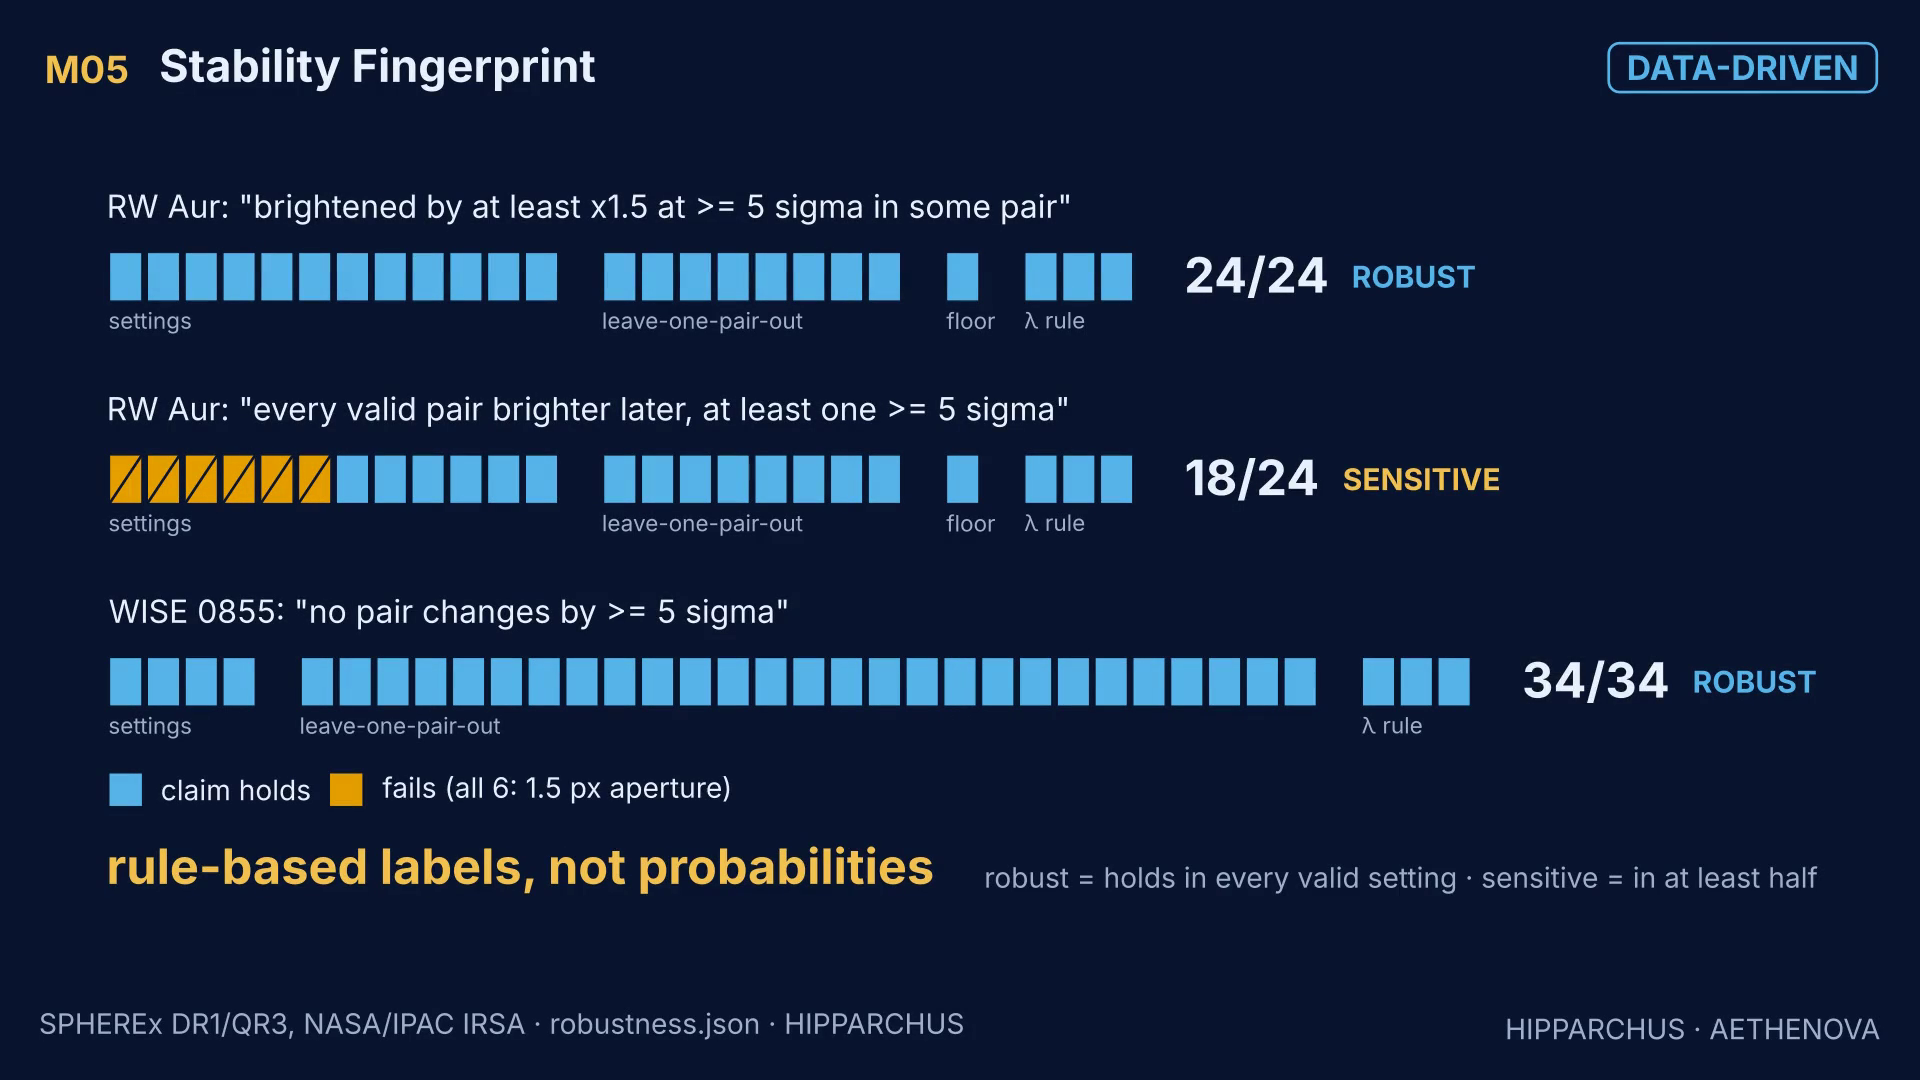 M05 Stability Fingerprint
DATA-DRIVEN
RW Aur: "brightened by at least x1.5 at >= 5 sigma in some pair"
24/24 ROBUST
settings leave-one-pair-out floor λ rule
RW Aur: "every valid pair brighter later, at least one >= 5 sigma"
18/24 SENSITIVE
settings leave-one-pair-out floor λ rule
WISE 0855: "no pair changes by >= 5 sigma"
34/34 ROBUST
settings leave-one-pair-out λ rule
claim holds fails (all 6: 1.5 px aperture)
rule-based labels, not probabilities robust = holds in every valid setting · sensitive = in at least half
SPHEREx DR1/QR3, NASA/IPAC IRSA · robustness.json · HIPPARCHUS
HIPPARCHUS · AETHENOVA